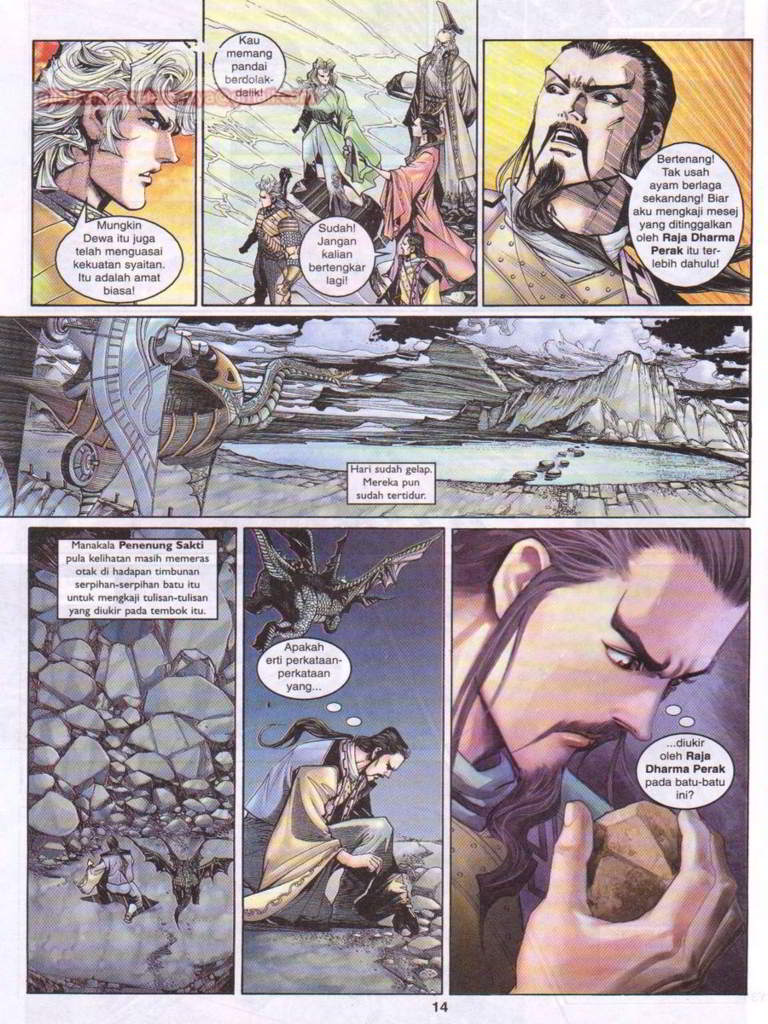 Mungkin
Dewa itu juga
telah menguasai
kekuatan syaitan.
Itu adalah amat
biasa!
Kau
memang
pandai
berdolak-
dalik!
Sudah!
Jangan
kalian
bertengkar
lagi!
Bertenang!
Tak usah
ayam berlaga
sekandang! Biar
aku mengkaji mesej
yang ditinggalkan
oleh Raja Dharma
Perak itu ter-
lebih dahulu!
Hari sudah gelap.
Mereka pun
sudah tertidur.
Manakala Penenung Sakti
pula kelihatan masih memeras
otak di hadapan timbunan
serpihan-serpihan batu itu
untuk mengkaji tulisan-tulisan
yang diukir pada tembok itu.
Apakah
erti perkataan-
perkataan
yang...
...diukir
oleh Raja
Dharma Perak
pada batu-batu
ini?
14